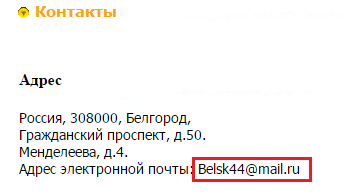 Контакты
Адрес
Россия, 308000, Белгород,
Гражданский проспект, д.50.
Менделеева, д.4.
Адрес электронной почты: Belsk44@mail.ru